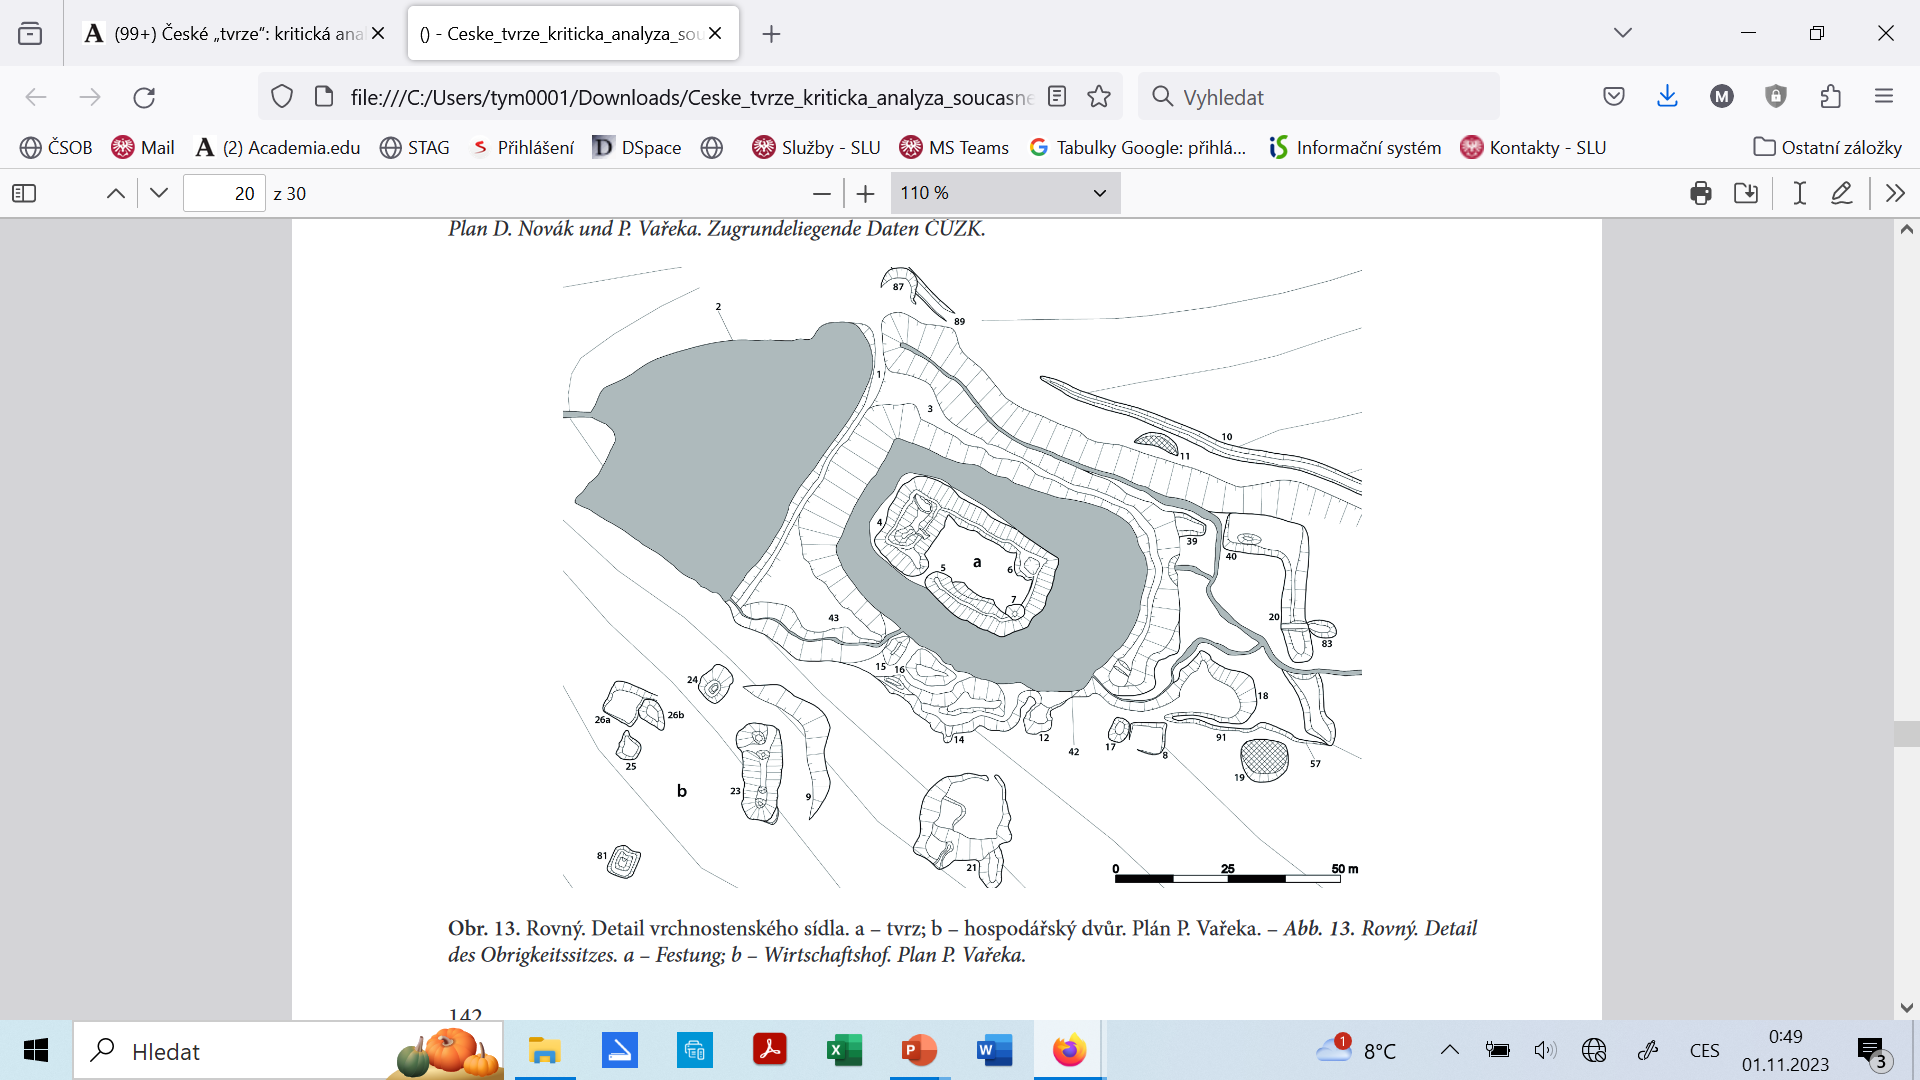 (99+) České „tvrze“: kritická ana
() - Ceske_tvrze_kriticka_analyza_sou
file:///C:/Users/tym0001/Downloads/Ceske_tvrze_kriticka_analyza_soucasne
Vyhledat
ČSOB
Mail
(2) Academia.edu
STAG
Přihlášení
DSpace
Služby - SLU
MS Teams
Tabulky Google: přihlá...
Informační systém
Kontakty - SLU
Ostatní záložky
20 z 30
110 %
Plan D. Novák und P. Vařeka. Zugrundeliegende Daten ČÚZK.
87
2
89
1
3
10
11
4
39
40
a
5
6
7
43
20
83
15
16
24
18
26a
26b
14
12
42
17
8
91
57
25
19
b
23
9
81
21
0 25 50 m
Obr. 13. Rovný. Detail vrchnostenského sídla. a – tvrz; b – hospodářský dvůr. Plán P. Vařeka. – Abb. 13. Rovný. Detail
des Obrigkeitssitzes. a – Festung; b – Wirtschaftshof. Plan P. Vařeka.
142
Hledat
1
8°C
CES
0:49
01.11.2023
3